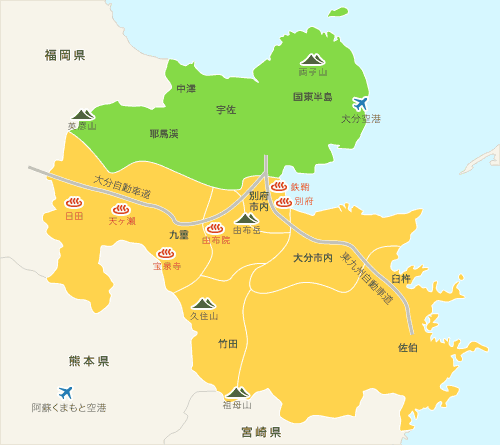 福岡県
両子山
中澤
国東半島
宇佐
大分空港
英彦山
耶馬渓
大分自動車道
鉄鞘
別府
市内
別府
日田
天ヶ瀬
由布岳
九重
由布院
宝泉寺
大分市内
東九州自動車道
臼杵
久住山
竹田
佐伯
熊本県
祖母山
阿蘇くまもと空港
宮崎県